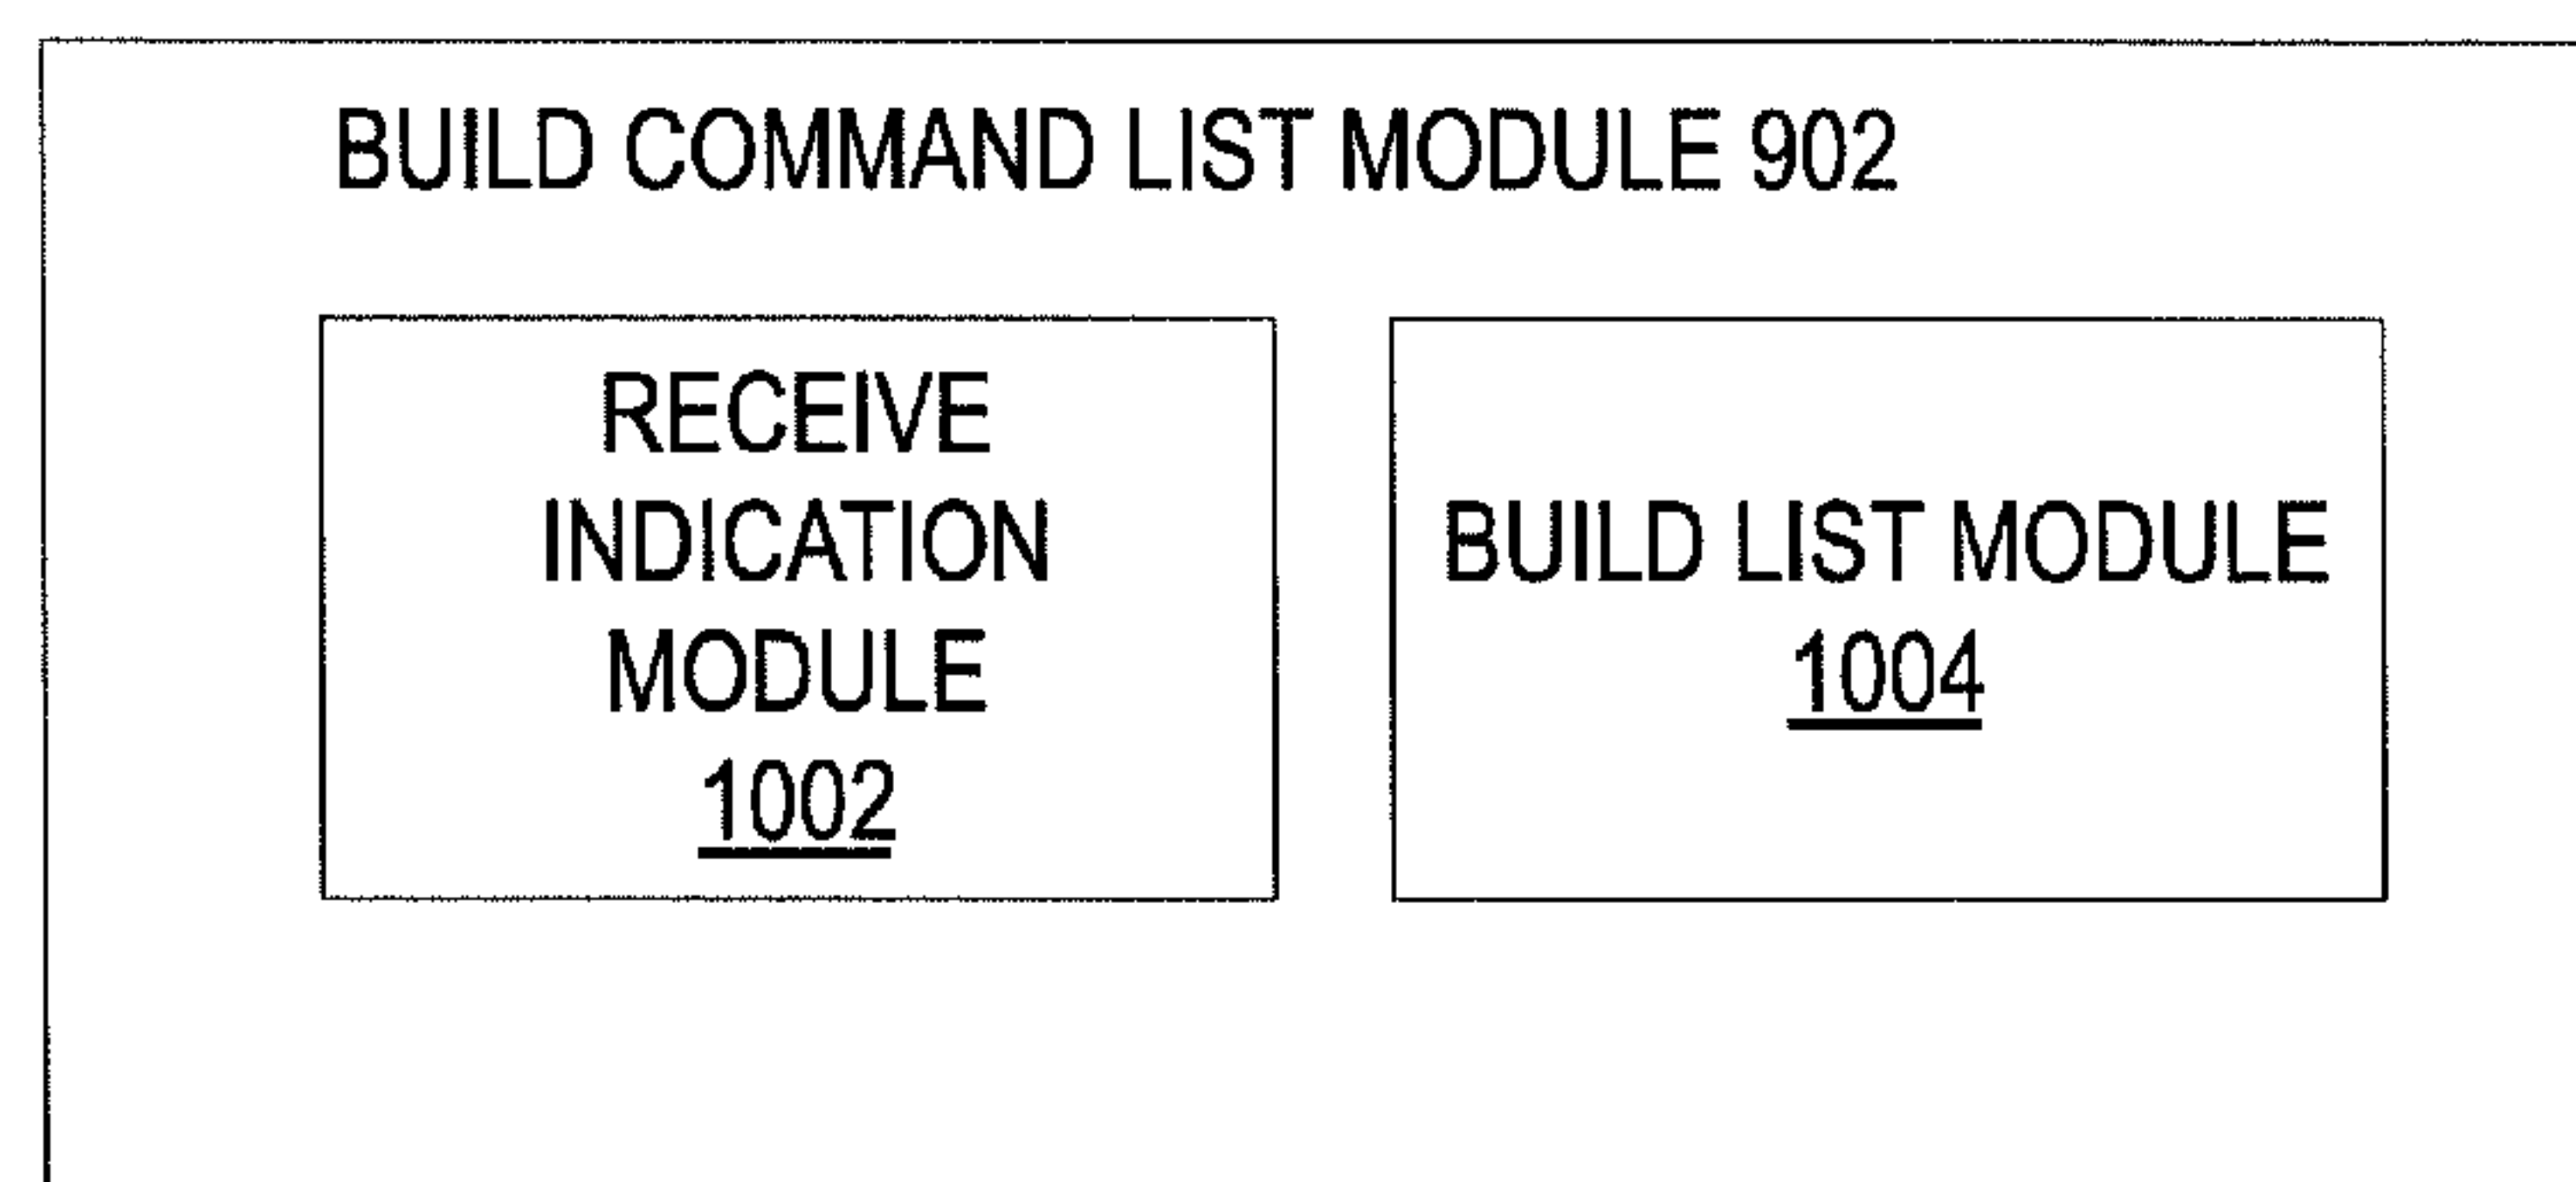 BUILD COMMAND LIST MODULE 902
RECEIVE
INDICATION
MODULE
1002
BUILD LIST MODULE
1004